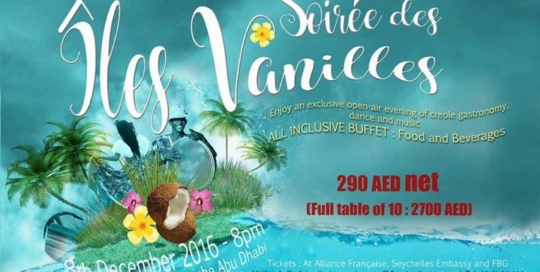 Soirée des
Îles Vanilles
- Enjoy an exclusive open-air evening of creole gastronomy,
dance and music
ALL INCLUSIVE BUFFET : Food and Beverages
290 AED net
(Full table of 10 : 2700 AED)
8th December 2016 - 8pm
Abu Dhabi
Tickets : At Alliance Française, Seychelles Embassy and FBG